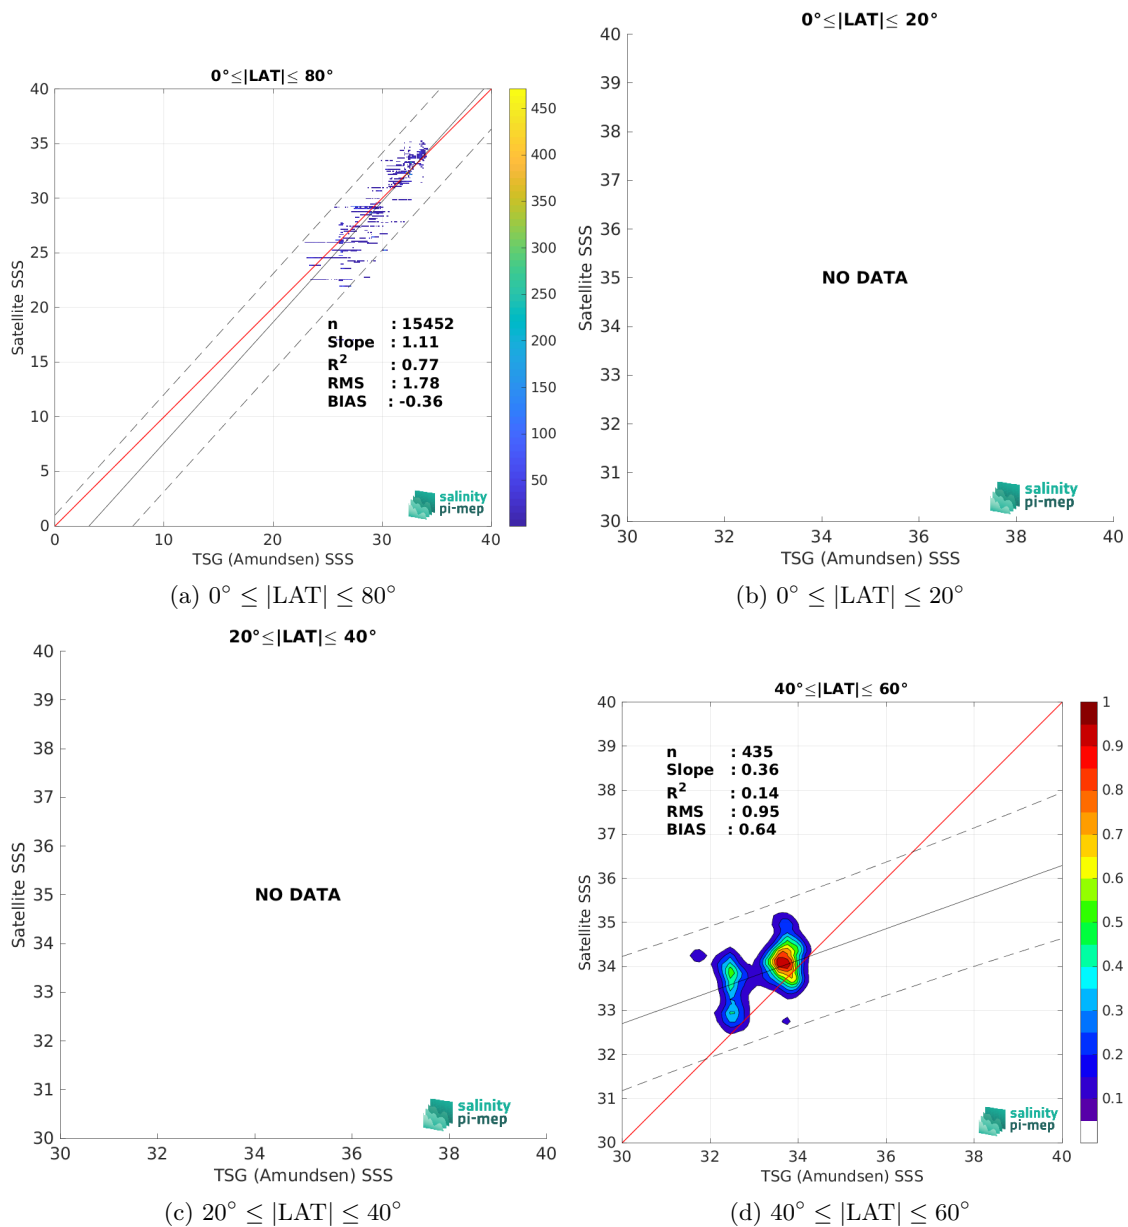 0°≤|LAT|≤ 80°
40
35
30
25
20
15
10
5
0
Satellite SSS
n : 15452
Slope : 1.11
R² : 0.77
RMS : 1.78
BIAS : -0.36
salinity
pi-mep
0 10 20 30 40
TSG (Amundsen) SSS
450
400
350
300
250
200
150
100
50
(a) 0° ≤ |LAT| ≤ 80°
0°≤|LAT|≤ 20°
40
39
38
37
36
35
34
33
32
31
30
Satellite SSS
NO DATA
salinity
pi-mep
30 32 34 36 38 40
TSG (Amundsen) SSS
(b) 0° ≤ |LAT| ≤ 20°
20°≤|LAT|≤ 40°
40
39
38
37
36
35
34
33
32
31
30
Satellite SSS
NO DATA
salinity
pi-mep
30 32 34 36 38 40
TSG (Amundsen) SSS
(c) 20° ≤ |LAT| ≤ 40°
40°≤|LAT|≤ 60°
40
39
38
37
36
35
34
33
32
31
30
Satellite SSS
n : 435
Slope : 0.36
R² : 0.14
RMS : 0.95
BIAS : 0.64
salinity
pi-mep
30 32 34 36 38 40
TSG (Amundsen) SSS
1
0.9
0.8
0.7
0.6
0.5
0.4
0.3
0.2
0.1
(d) 40° ≤ |LAT| ≤ 60°